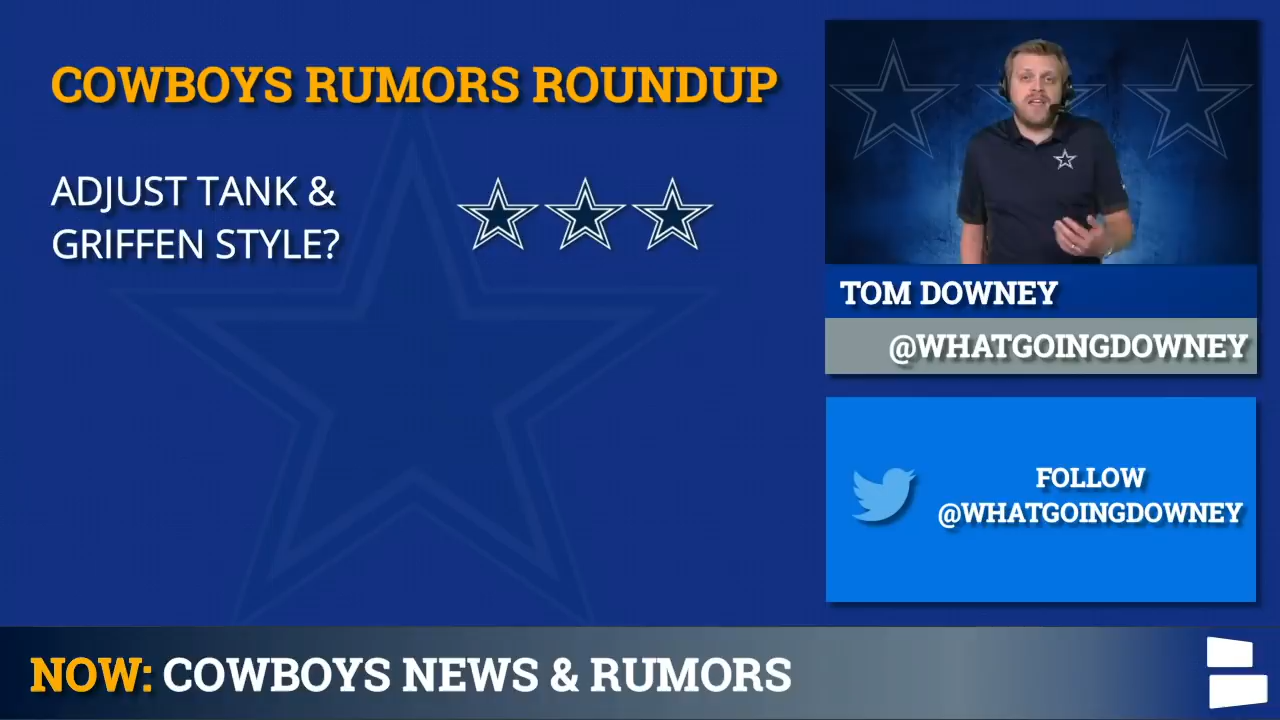 COWBOYS RUMORS ROUNDUP
ADJUST TANK &
GRIFFEN STYLE?
TOM DOWNEY
@WHATGOINGDOWNEY
FOLLOW
@WHATGOINGDOWNEY
NOW: COWBOYS NEWS & RUMORS